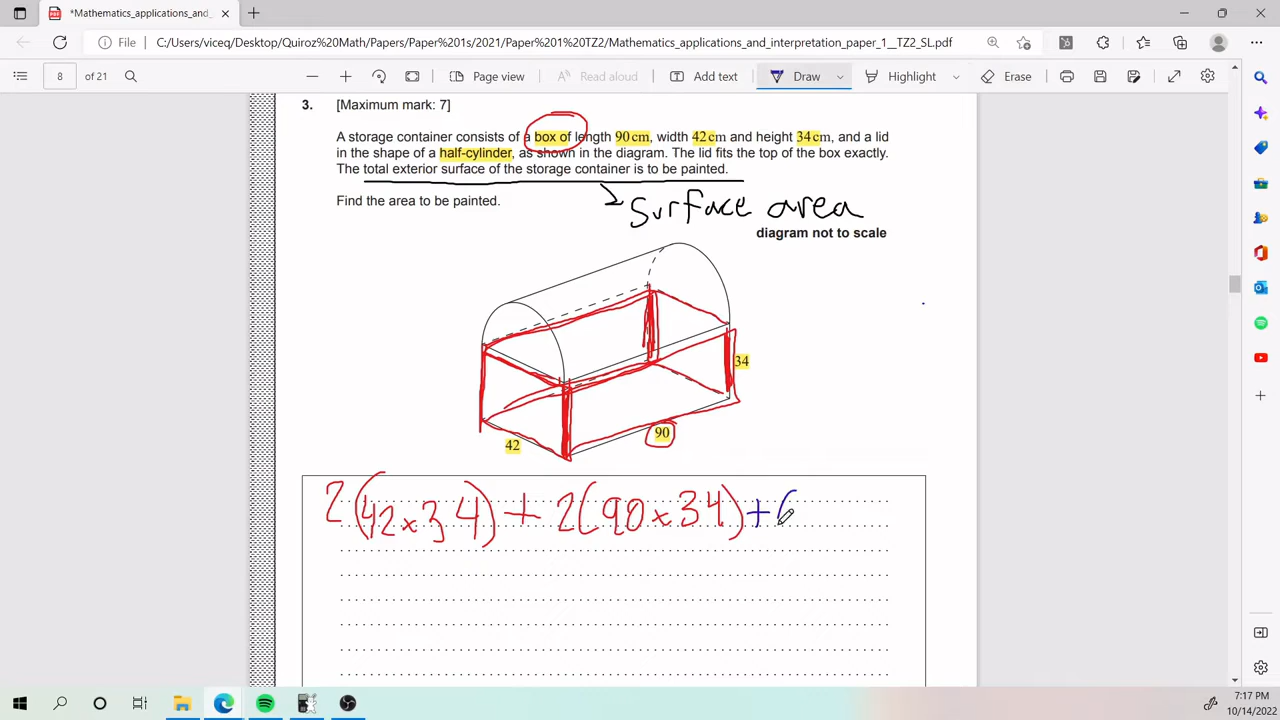 *Mathematics_applications_and_
File
C:/Users/viceq/Desktop/Quiroz%20Math/Papers/Paper%201s/2021/Paper%201%20TZ2/Mathematics_applications_and_interpretation_paper_1__TZ2_SL.pdf
8 of 21
Page view
Read aloud
Add text
Draw
Highlight
Erase
3. [Maximum mark: 7]
A storage container consists of a box of length 90 cm, width 42 cm and height 34 cm, and a lid
in the shape of a half-cylinder, as shown in the diagram. The lid fits the top of the box exactly.
The total exterior surface of the storage container is to be painted.
Find the area to be painted.
Surface area
diagram not to scale
34
90
42
2(42×34) + 2(90×34) + (
7:17 PM
10/14/2022